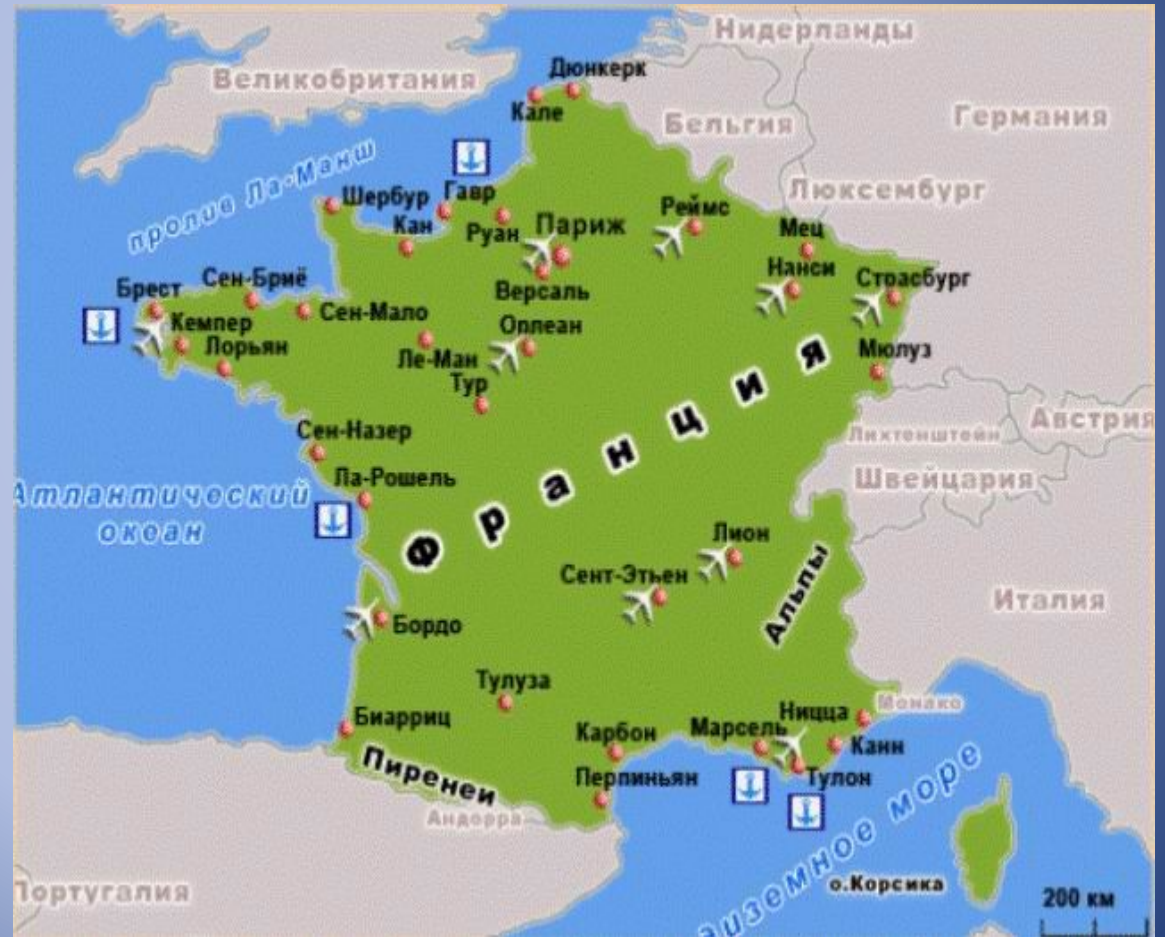 Нидерланды
Великобритания
Дюнкерк
Кале
Бельгия
Германия
пролив Ла-Манш
Люксембург
Шербур
Гавр
Реймс
Кан
Руан
Париж
Мец
Версаль
Нанси
Страсбург
Брест
Сен-Бриё
Кемпер
Сен-Мало
Оплеан
Лорьян
Ле-Ман
Мюлуз
Тур
Франция
Сен-Назер
Австрия
Лихтенштейн
Ла-Рошель
Швейцария
Атлантический
океан
Лион
Сент-Этьен
Альпы
Италия
Бордо
Тулуза
Монако
Биарриц
Ницца
Карбон
Марсель
Канн
Пиренеи
Перпиньян
Тулон
Андорра
диземное море
о.Корсика
Португалия
200 км